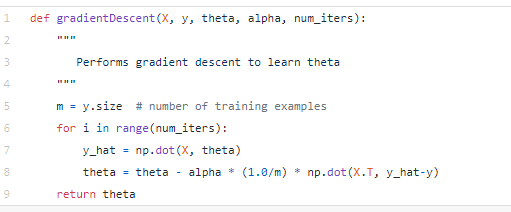 1 def gradientDescent(X, y, theta, alpha, num_iters):
2     """
3        Performs gradient descent to learn theta
4     """
5     m = y.size  # number of training examples
6     for i in range(num_iters):
7         y_hat = np.dot(X, theta)
8         theta = theta - alpha * (1.0/m) * np.dot(X.T, y_hat-y)
9     return theta